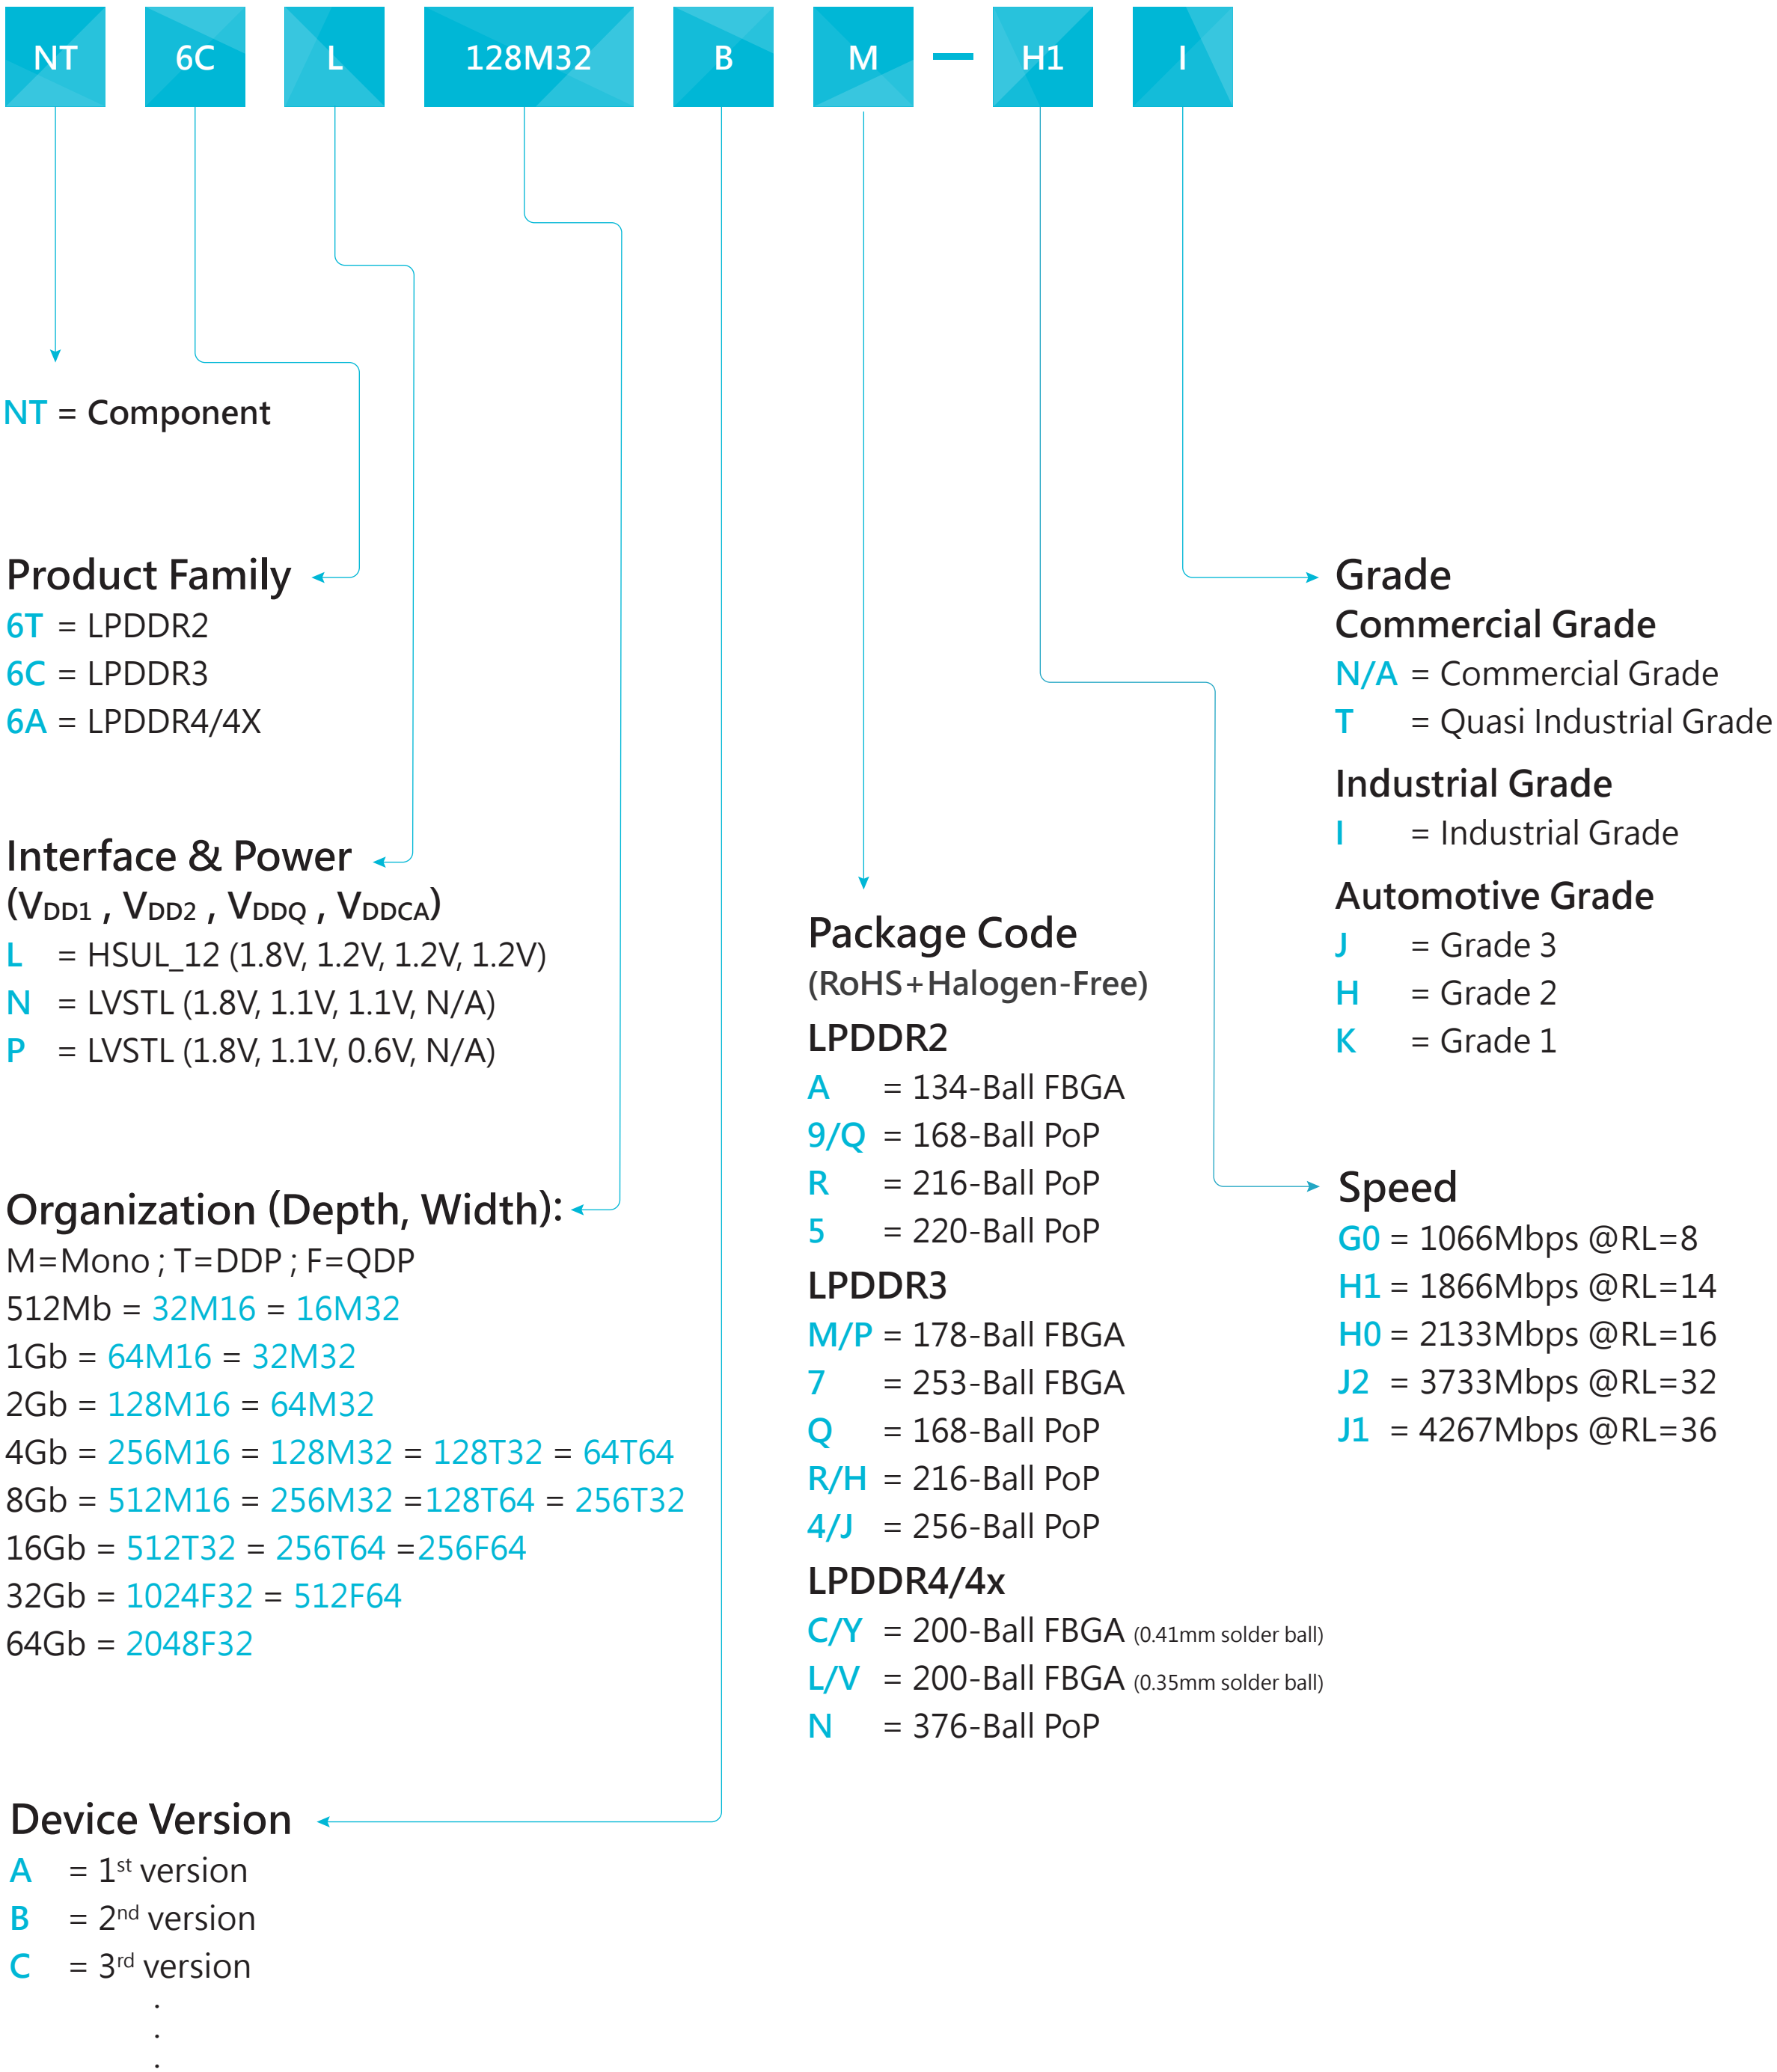 NT 6C L 128M32 B M — H1 I
NT = Component
Product Family
6T = LPDDR2
6C = LPDDR3
6A = LPDDR4/4X
Interface & Power
(VDD1 , VDD2 , VDDQ , VDDCA)
L = HSUL_12 (1.8V, 1.2V, 1.2V, 1.2V)
N = LVSTL (1.8V, 1.1V, 1.1V, N/A)
P = LVSTL (1.8V, 1.1V, 0.6V, N/A)
Organization (Depth, Width):
M=Mono ; T=DDP ; F=QDP
512Mb = 32M16 = 16M32
1Gb = 64M16 = 32M32
2Gb = 128M16 = 64M32
4Gb = 256M16 = 128M32 = 128T32 = 64T64
8Gb = 512M16 = 256M32 =128T64 = 256T32
16Gb = 512T32 = 256T64 =256F64
32Gb = 1024F32 = 512F64
64Gb = 2048F32
Device Version
A = 1st version
B = 2nd version
C = 3rd version
.
.
.
Package Code
(RoHS+Halogen-Free)
LPDDR2
A = 134-Ball FBGA
9/Q = 168-Ball PoP
R = 216-Ball PoP
5 = 220-Ball PoP
LPDDR3
M/P = 178-Ball FBGA
7 = 253-Ball FBGA
Q = 168-Ball PoP
R/H = 216-Ball PoP
4/J = 256-Ball PoP
LPDDR4/4x
C/Y = 200-Ball FBGA (0.41mm solder ball)
L/V = 200-Ball FBGA (0.35mm solder ball)
N = 376-Ball PoP
Grade
Commercial Grade
N/A = Commercial Grade
T = Quasi Industrial Grade
Industrial Grade
I = Industrial Grade
Automotive Grade
J = Grade 3
H = Grade 2
K = Grade 1
Speed
G0 = 1066Mbps @RL=8
H1 = 1866Mbps @RL=14
H0 = 2133Mbps @RL=16
J2 = 3733Mbps @RL=32
J1 = 4267Mbps @RL=36